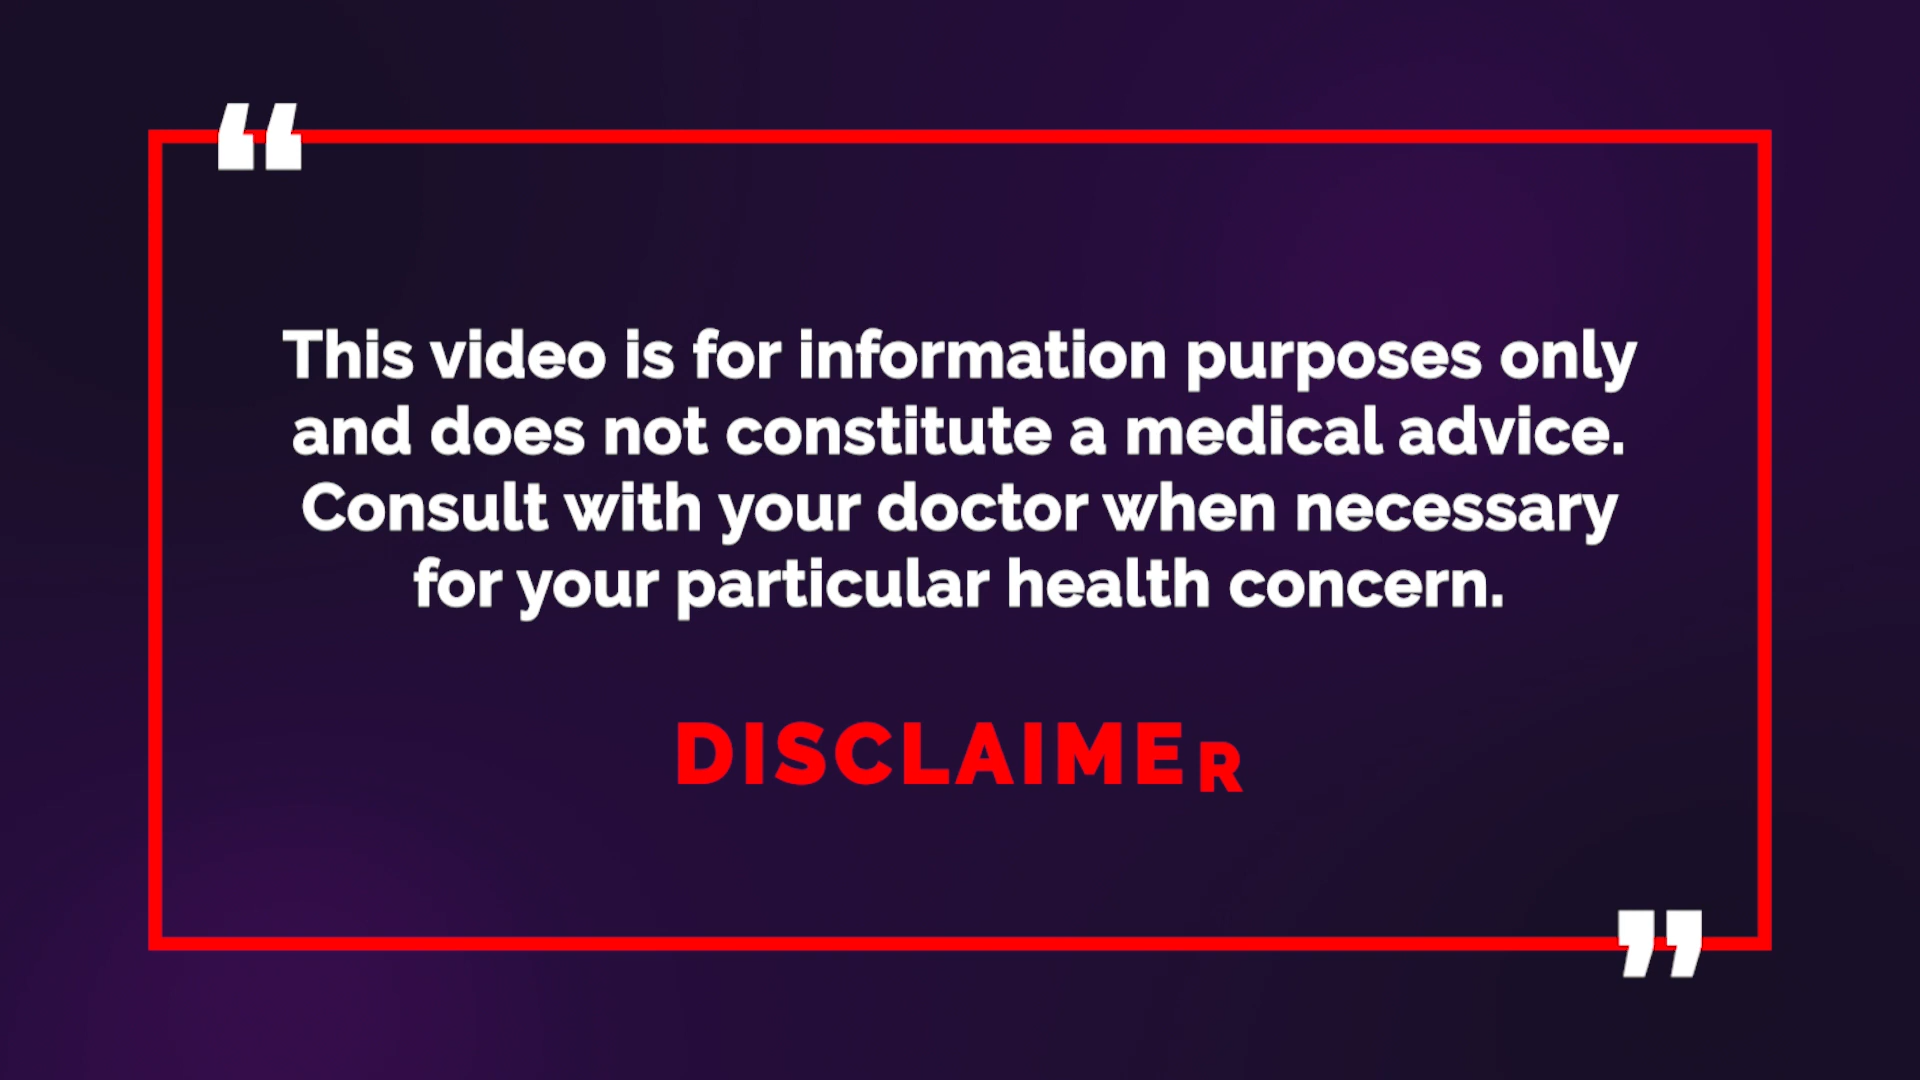 “
This video is for information purposes only
and does not constitute a medical advice.
Consult with your doctor when necessary
for your particular health concern.
DISCLAIMER
”